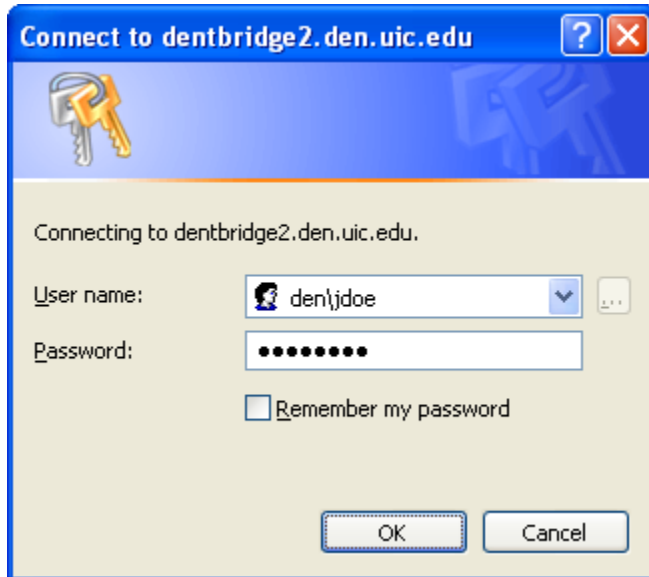 Connect to dentbridge2.den.uic.edu
Connecting to dentbridge2.den.uic.edu.
User name: den\jdoe ...
Password: ●●●●●●●●
Remember my password
OK Cancel